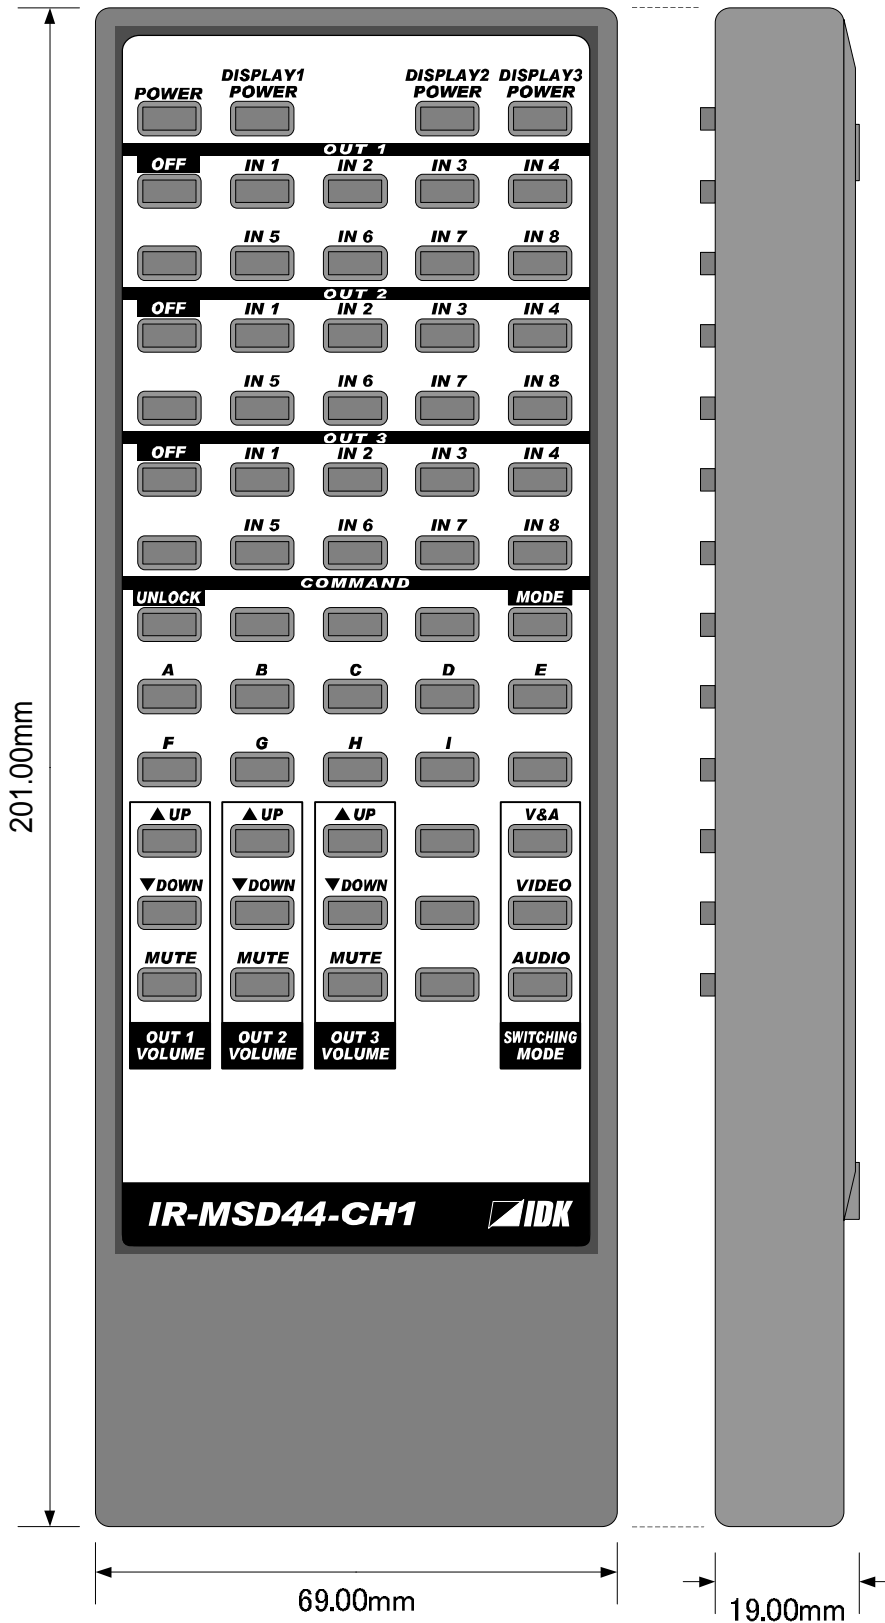 DISPLAY1 DISPLAY2 DISPLAY3
POWER POWER POWER POWER
OUT 1
OFF IN 1 IN 2 IN 3 IN 4
IN 5 IN 6 IN 7 IN 8
OUT 2
OFF IN 1 IN 2 IN 3 IN 4
IN 5 IN 6 IN 7 IN 8
OUT 3
OFF IN 1 IN 2 IN 3 IN 4
IN 5 IN 6 IN 7 IN 8
COMMAND
UNLOCK MODE
A B C D E
F G H I
▲UP ▲UP ▲UP V&A
▼DOWN ▼DOWN ▼DOWN VIDEO
MUTE MUTE MUTE AUDIO
OUT 1 OUT 2 OUT 3 SWITCHING
VOLUME VOLUME VOLUME MODE
IR-MSD44-CH1 IDK
201.00mm
69.00mm
19.00mm